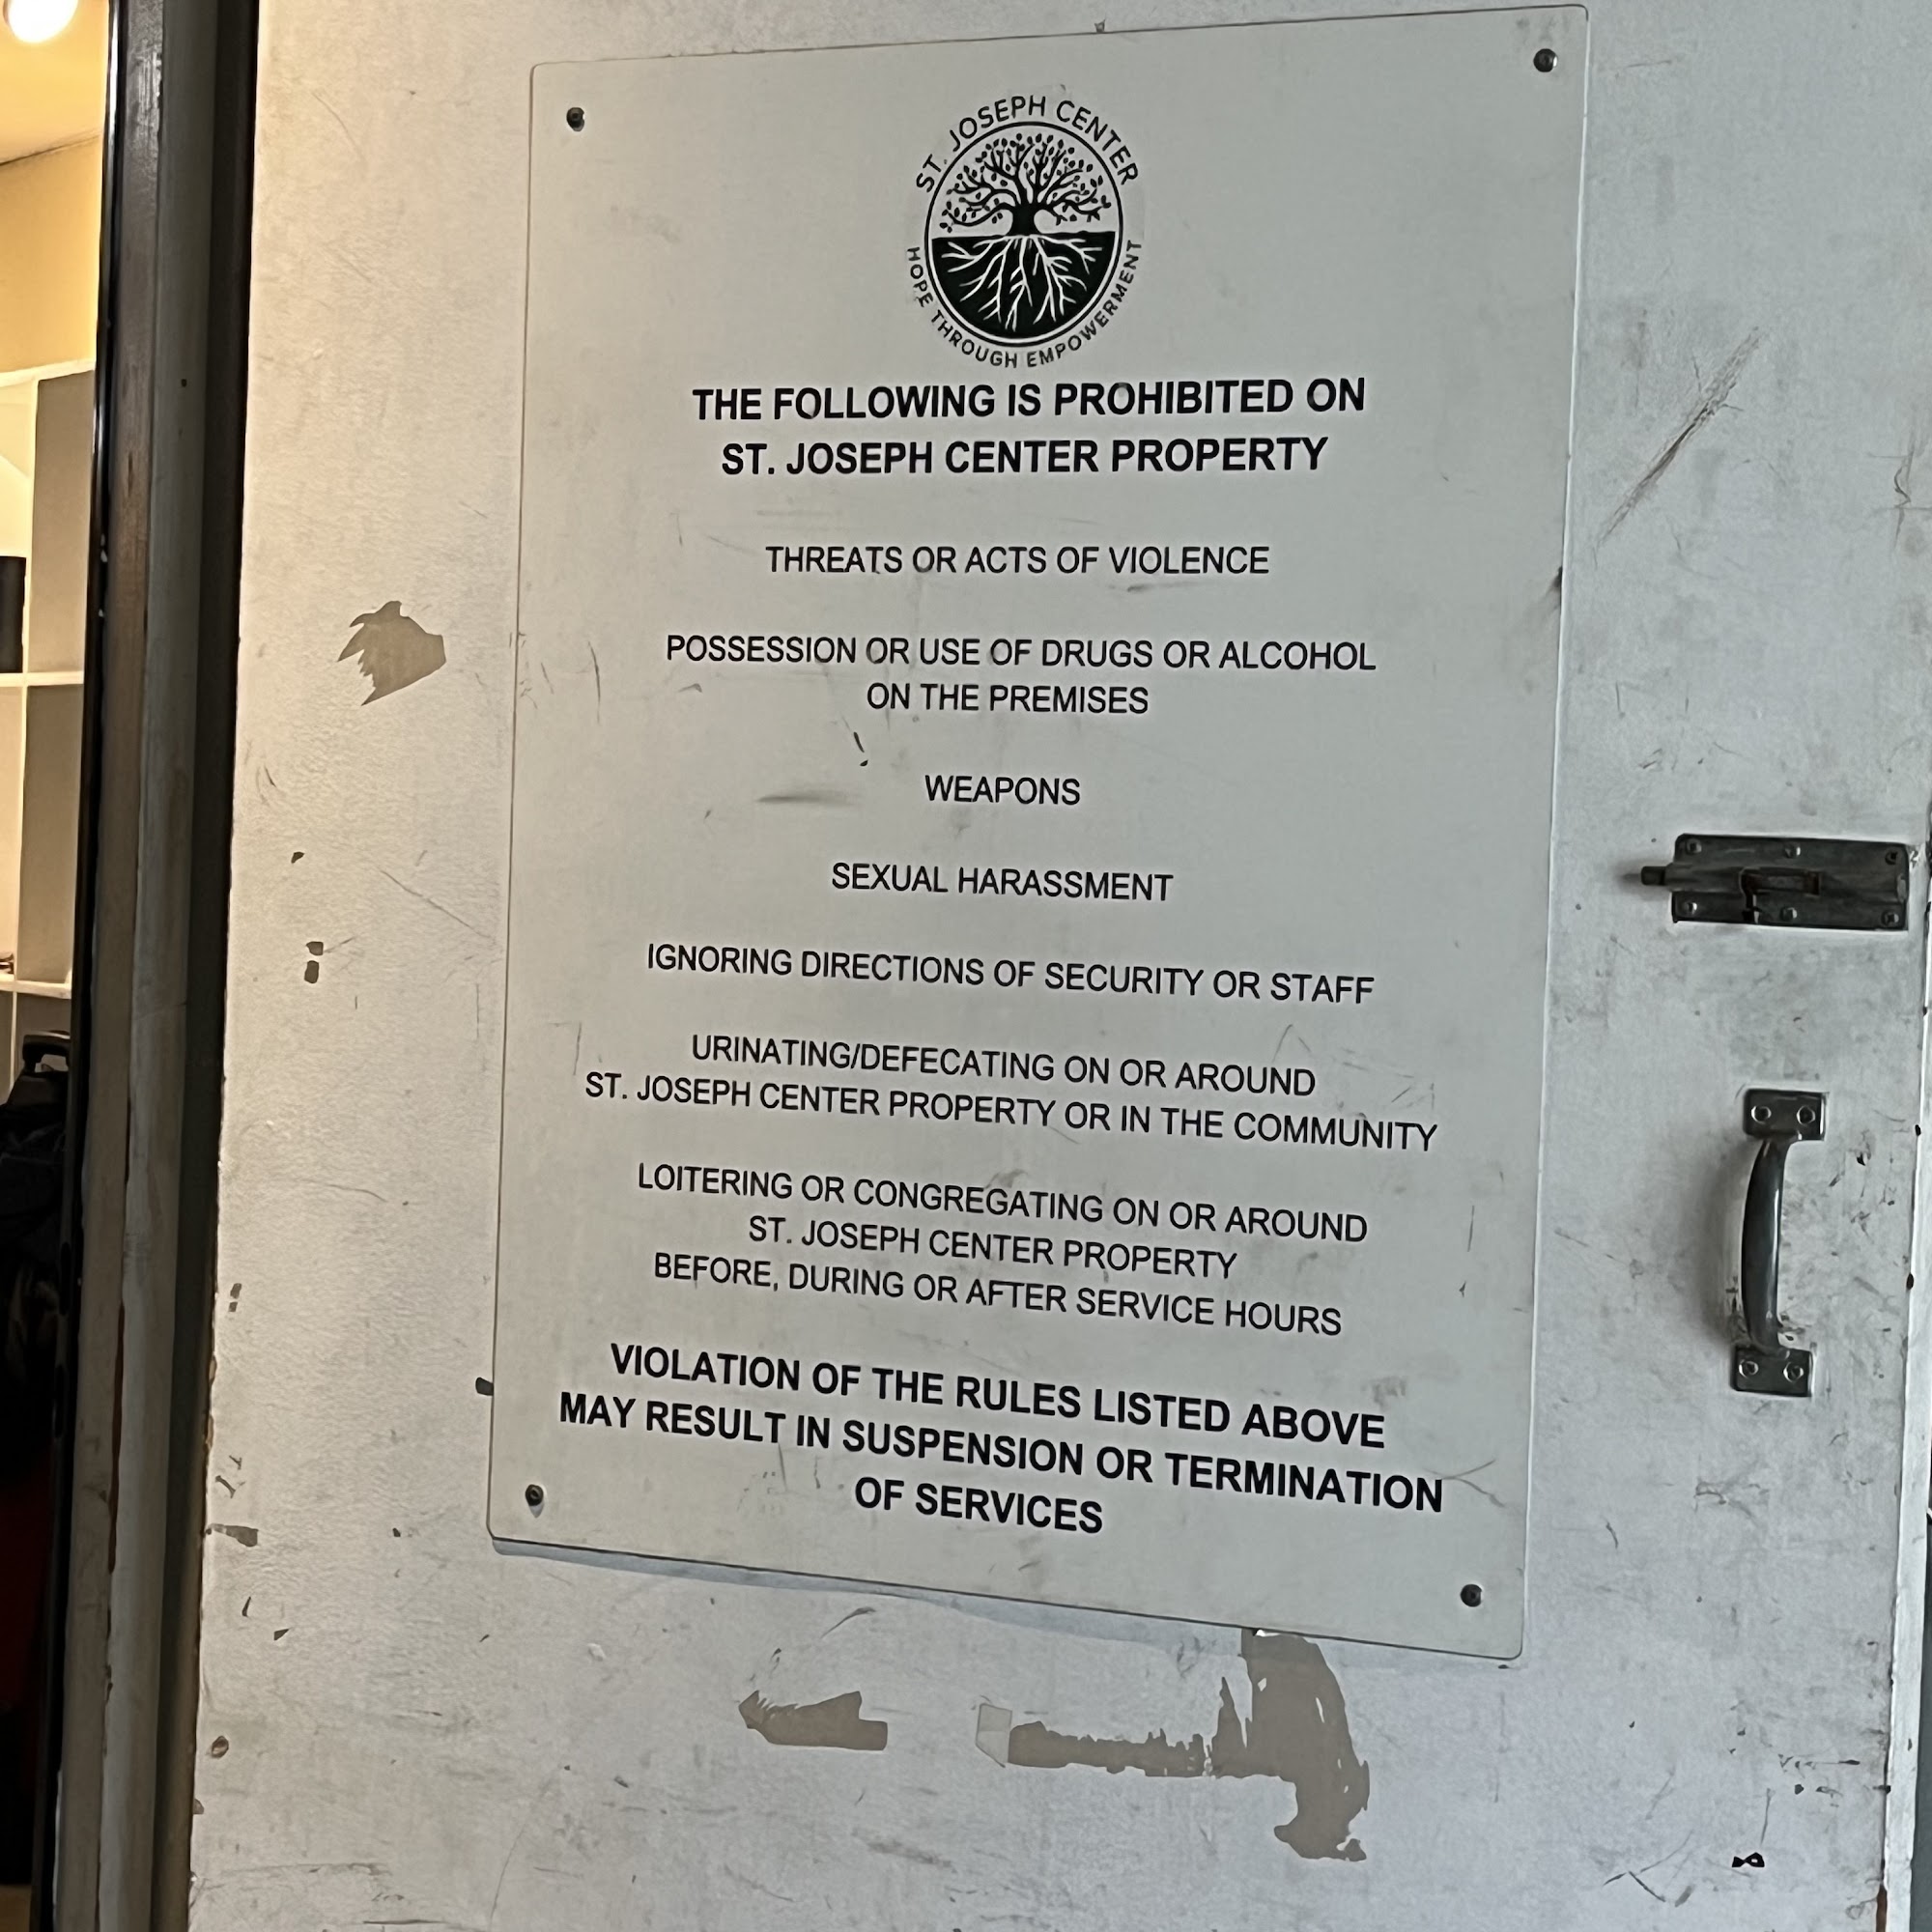 ST. JOSEPH CENTER
HOPE THROUGH EMPOWERMENT
THE FOLLOWING IS PROHIBITED ON
ST. JOSEPH CENTER PROPERTY
THREATS OR ACTS OF VIOLENCE
POSSESSION OR USE OF DRUGS OR ALCOHOL
ON THE PREMISES
WEAPONS
SEXUAL HARASSMENT
IGNORING DIRECTIONS OF SECURITY OR STAFF
URINATING/DEFECATING ON OR AROUND
ST. JOSEPH CENTER PROPERTY OR IN THE COMMUNITY
LOITERING OR CONGREGATING ON OR AROUND
ST. JOSEPH CENTER PROPERTY
BEFORE, DURING OR AFTER SERVICE HOURS
VIOLATION OF THE RULES LISTED ABOVE
MAY RESULT IN SUSPENSION OR TERMINATION
OF SERVICES